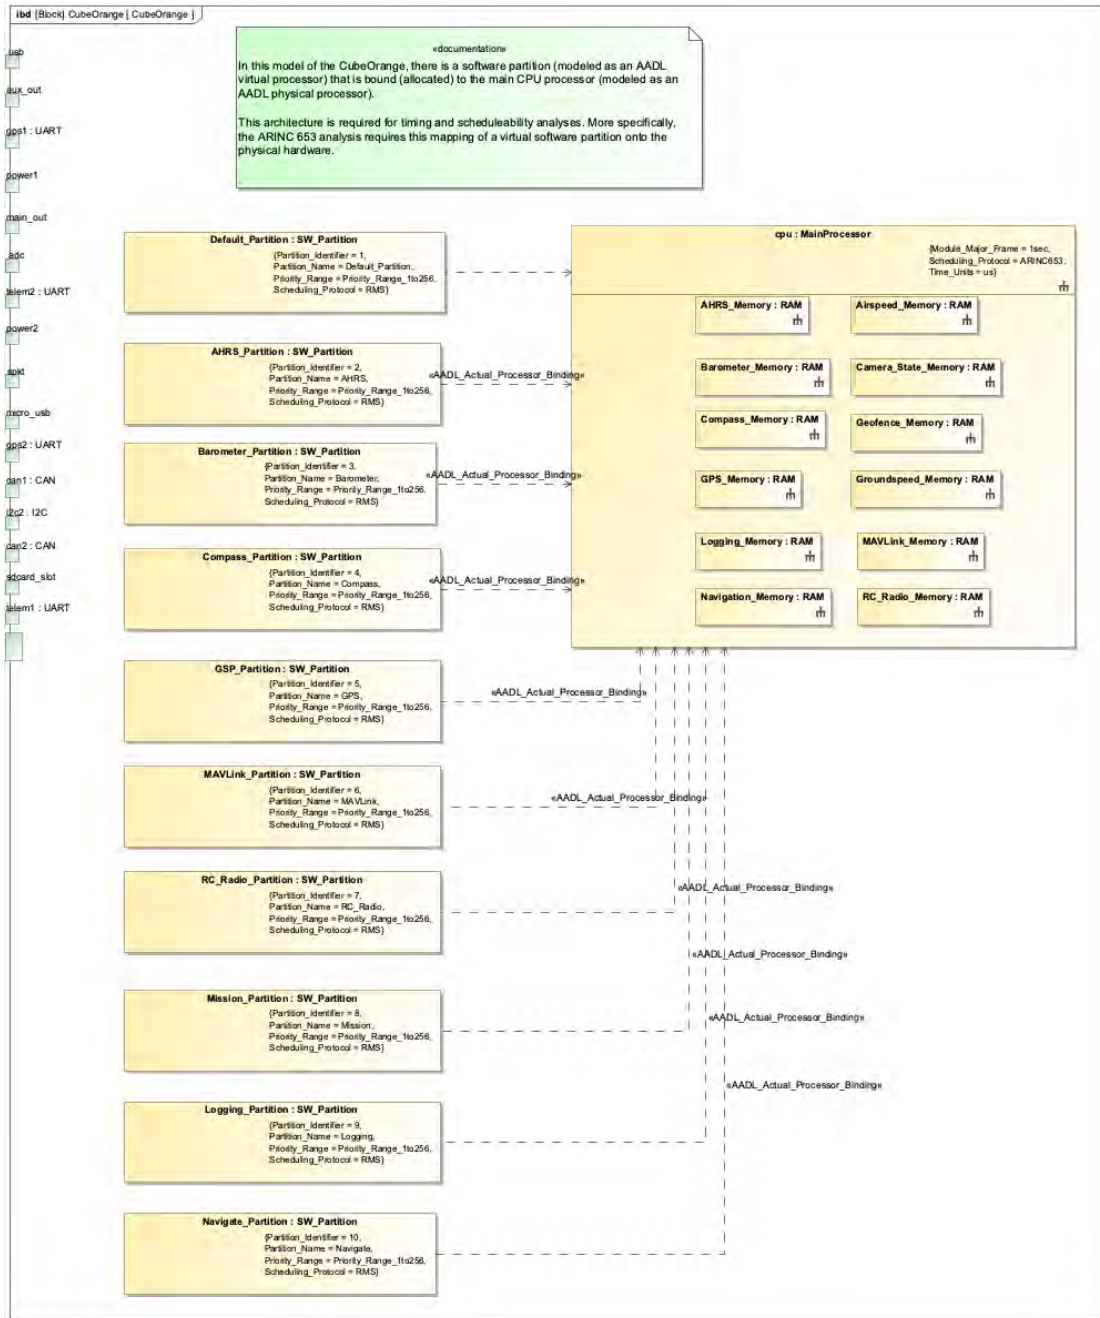 ibd [Block] CubeOrange [ CubeOrange ]
usb
aux_out
gps1 : UART
power1
main_out
adc
telem2 : UART
power2
spkt
micro_usb
gps2 : UART
can1 : CAN
i2c2 : I2C
can2 : CAN
sdcard_slot
telem1 : UART
«documentation»
In this model of the CubeOrange, there is a software partition (modeled as an AADL
virtual processor) that is bound (allocated) to the main CPU processor (modeled as an
AADL physical processor).
This architecture is required for timing and scheduleability analyses. More specifically,
the ARINC 653 analysis requires this mapping of a virtual software partition onto the
physical hardware.
Default_Partition : SW_Partition
{Partition_Identifier = 1,
Partition_Name = Default_Partition,
Priority_Range = Priority_Range_1to256,
Scheduling_Protocol = RMS}
AHRS_Partition : SW_Partition
{Partition_Identifier = 2,
Partition_Name = AHRS,
Priority_Range = Priority_Range_1to256,
Scheduling_Protocol = RMS}
«AADL_Actual_Processor_Binding»
Barometer_Partition : SW_Partition
{Partition_Identifier = 3,
Partition_Name = Barometer,
Priority_Range = Priority_Range_1to256,
Scheduling_Protocol = RMS}
«AADL_Actual_Processor_Binding»
Compass_Partition : SW_Partition
{Partition_Identifier = 4,
Partition_Name = Compass,
Priority_Range = Priority_Range_1to256,
Scheduling_Protocol = RMS}
«AADL_Actual_Processor_Binding»
GSP_Partition : SW_Partition
{Partition_Identifier = 5,
Partition_Name = GPS,
Priority_Range = Priority_Range_1to256,
Scheduling_Protocol = RMS}
«AADL_Actual_Processor_Binding»
MAVLink_Partition : SW_Partition
{Partition_Identifier = 6,
Partition_Name = MAVLink,
Priority_Range = Priority_Range_1to256,
Scheduling_Protocol = RMS}
«AADL_Actual_Processor_Binding»
RC_Radio_Partition : SW_Partition
{Partition_Identifier = 7,
Partition_Name = RC_Radio,
Priority_Range = Priority_Range_1to256,
Scheduling_Protocol = RMS}
«AADL_Actual_Processor_Binding»
Mission_Partition : SW_Partition
{Partition_Identifier = 8,
Partition_Name = Mission,
Priority_Range = Priority_Range_1to256,
Scheduling_Protocol = RMS}
«AADL_Actual_Processor_Binding»
Logging_Partition : SW_Partition
{Partition_Identifier = 9,
Partition_Name = Logging,
Priority_Range = Priority_Range_1to256,
Scheduling_Protocol = RMS}
«AADL_Actual_Processor_Binding»
Navigate_Partition : SW_Partition
{Partition_Identifier = 10,
Partition_Name = Navigate,
Priority_Range = Priority_Range_1to256,
Scheduling_Protocol = RMS}
«AADL_Actual_Processor_Binding»
cpu : MainProcessor
{Module_Major_Frame = 1sec,
Scheduling_Protocol = ARINC653,
Time_Units = us}
AHRS_Memory : RAM
Airspeed_Memory : RAM
Barometer_Memory : RAM
Camera_State_Memory : RAM
Compass_Memory : RAM
Geofence_Memory : RAM
GPS_Memory : RAM
Groundspeed_Memory : RAM
Logging_Memory : RAM
MAVLink_Memory : RAM
Navigation_Memory : RAM
RC_Radio_Memory : RAM